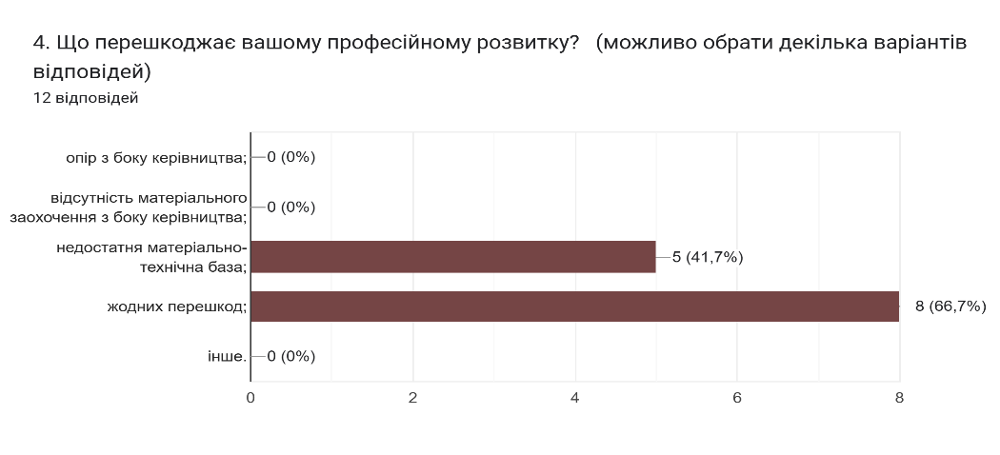 4. Що перешкоджає вашому професійному розвитку?   (можливо обрати декілька варіантів
відповідей)
12 відповідей
опір з боку керівництва;
0 (0%)
відсутність матеріального
заохочення з боку керівництва;
0 (0%)
недостатня матеріально-
технічна база;
5 (41,7%)
жодних перешкод;
8 (66,7%)
інше.
0 (0%)
0 2 4 6 8